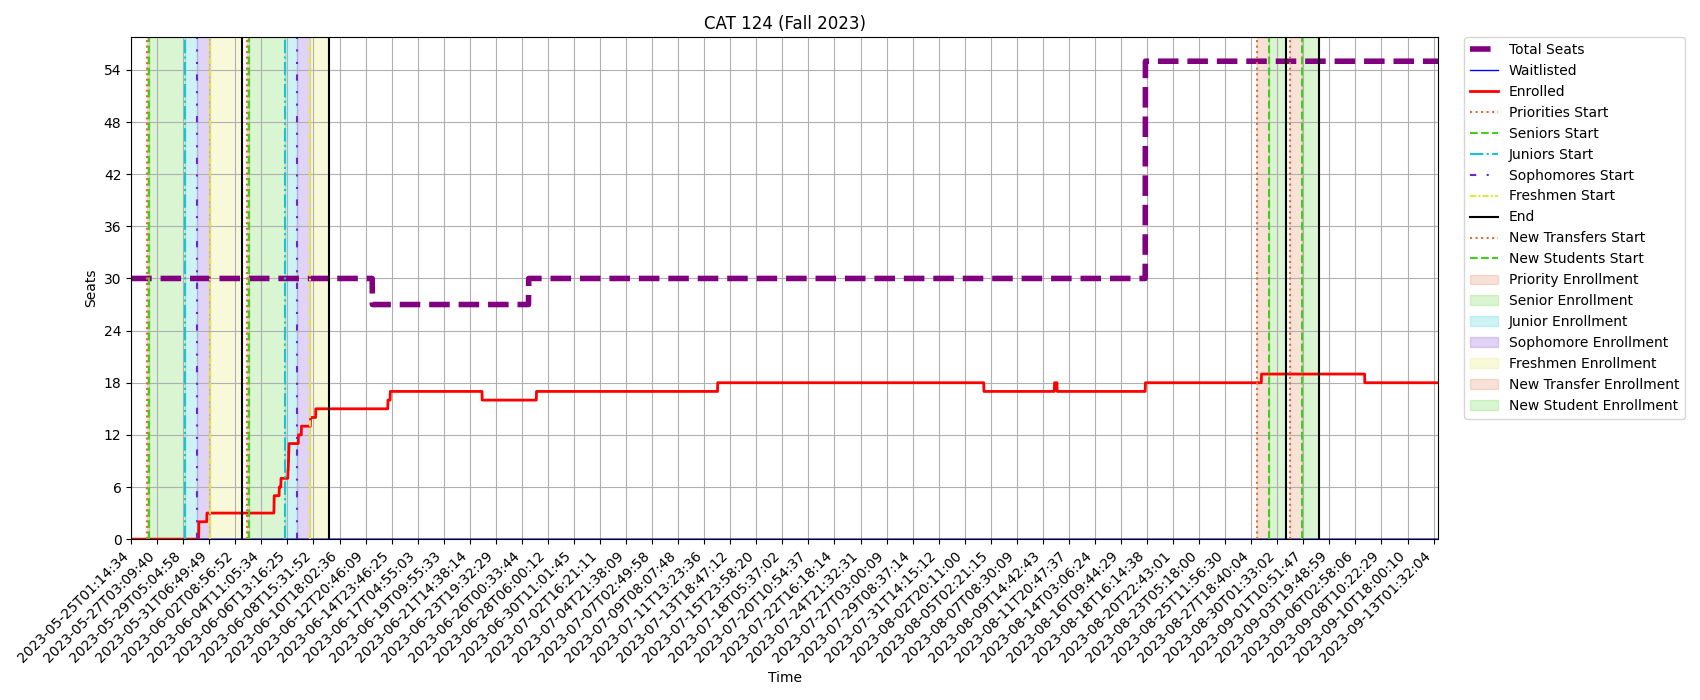 CAT 124 (Fall 2023)
Seats
54
48
42
36
30
24
18
12
6
0
2023-05-25T01:14:34
2023-05-27T03:09:40
2023-05-29T05:04:58
2023-05-31T06:49:49
2023-06-02T08:56:52
2023-06-04T11:05:34
2023-06-06T13:16:25
2023-06-08T15:31:52
2023-06-10T18:02:36
2023-06-12T20:46:09
2023-06-14T23:46:25
2023-06-17T04:55:03
2023-06-19T09:55:33
2023-06-21T14:38:14
2023-06-23T19:32:29
2023-06-26T00:33:44
2023-06-28T06:00:12
2023-06-30T11:01:45
2023-07-02T16:21:11
2023-07-04T21:38:09
2023-07-07T02:49:58
2023-07-09T08:07:48
2023-07-11T13:23:36
2023-07-13T18:47:12
2023-07-15T23:58:20
2023-07-18T05:37:02
2023-07-20T10:54:37
2023-07-22T16:18:14
2023-07-24T21:32:31
2023-07-27T03:00:09
2023-07-29T08:37:14
2023-07-31T14:15:12
2023-08-02T20:11:00
2023-08-05T02:21:15
2023-08-07T08:30:09
2023-08-09T14:42:43
2023-08-11T20:47:37
2023-08-14T03:06:24
2023-08-16T09:44:29
2023-08-18T16:14:38
2023-08-20T22:43:01
2023-08-23T05:18:00
2023-08-25T11:56:30
2023-08-27T18:40:04
2023-08-30T01:33:02
2023-09-01T10:51:47
2023-09-03T19:48:59
2023-09-06T02:58:06
2023-09-08T10:22:29
2023-09-10T18:00:10
2023-09-13T01:32:04
Time
Total Seats
Waitlisted
Enrolled
Priorities Start
Seniors Start
Juniors Start
Sophomores Start
Freshmen Start
End
New Transfers Start
New Students Start
Priority Enrollment
Senior Enrollment
Junior Enrollment
Sophomore Enrollment
Freshmen Enrollment
New Transfer Enrollment
New Student Enrollment